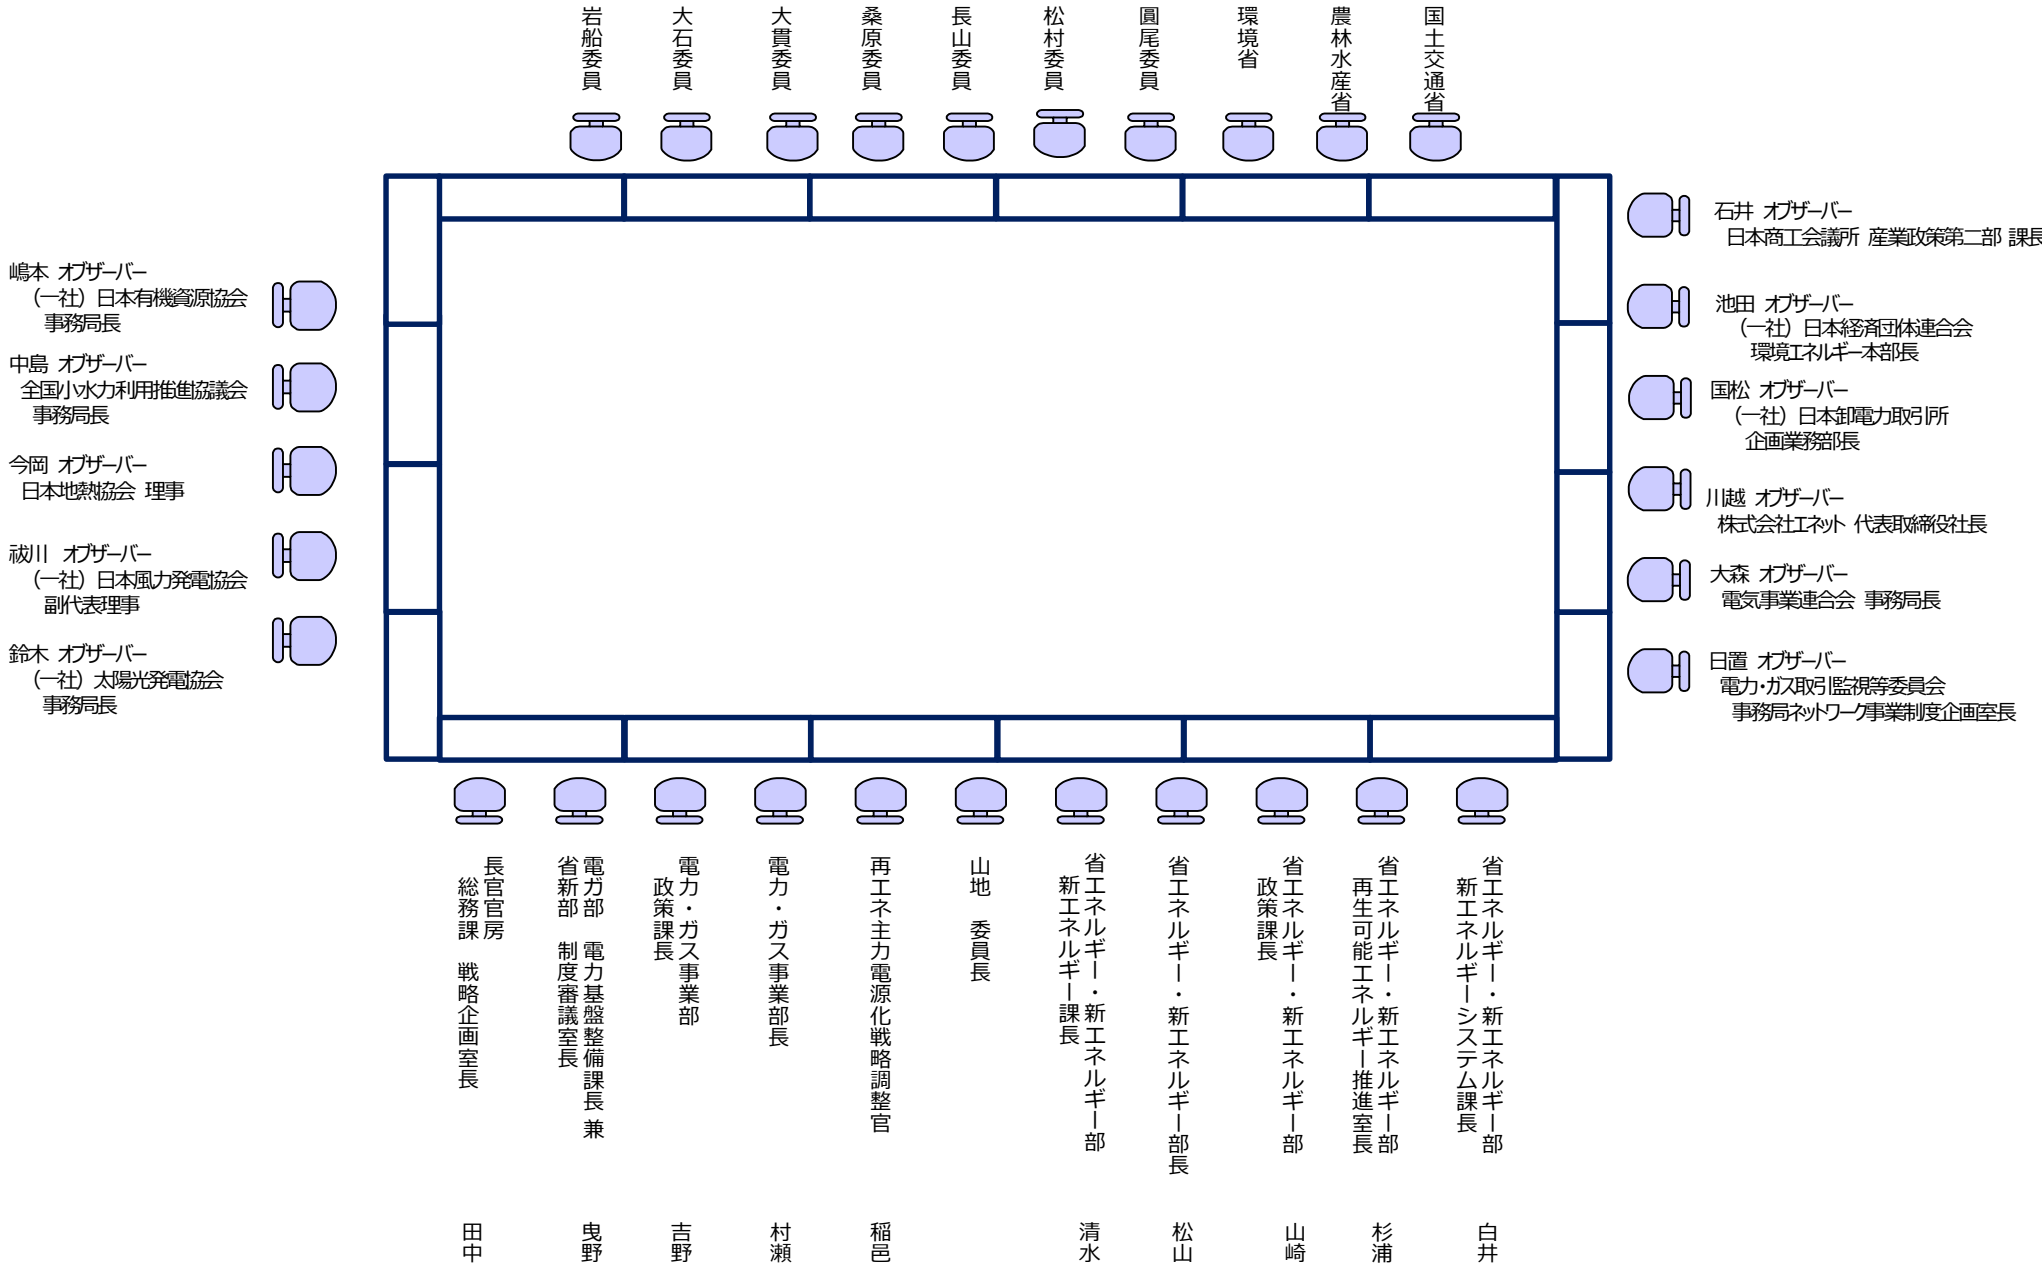 岩船委員
大石委員
大貫委員
桑原委員
長山委員
松村委員
圓尾委員
環境省
農林水産省
国土交通省
嶋本 オブザーバー
（一社）日本有機資源協会
事務局長
中島 オブザーバー
全国小水力利用推進協議会
事務局長
今岡 オブザーバー
日本地熱協会 理事
祓川 オブザーバー
（一社）日本風力発電協会
副代表理事
鈴木 オブザーバー
（一社）太陽光発電協会
事務局長
石井 オブザーバー
日本商工会議所 産業政策第二部 課長
池田 オブザーバー
（一社）日本経済団体連合会
環境エネルギー本部長
国松 オブザーバー
（一社）日本卸電力取引所
企画業務部長
川越 オブザーバー
株式会社エネット 代表取締役社長
大森 オブザーバー
電気事業連合会 事務局長
日置 オブザーバー
電力・ガス取引監視等委員会
事務局ネットワーク事業制度企画室長
長官官房
総務課 戦略企画室長
田中
電ガ部 電力基盤整備課長 兼
省新部 制度審議室長
曳野
電力・ガス事業部
政策課長
吉野
電力・ガス事業部長
村瀬
再エネ主力電源化戦略調整官
稲邑
山地 委員長
省エネルギー・新エネルギー部
新エネルギー課長
清水
省エネルギー・新エネルギー部長
松山
省エネルギー・新エネルギー部
政策課長
山崎
省エネルギー・新エネルギー部
再生可能エネルギー推進室長
杉浦
省エネルギー・新エネルギー部
新エネルギーシステム課長
白井